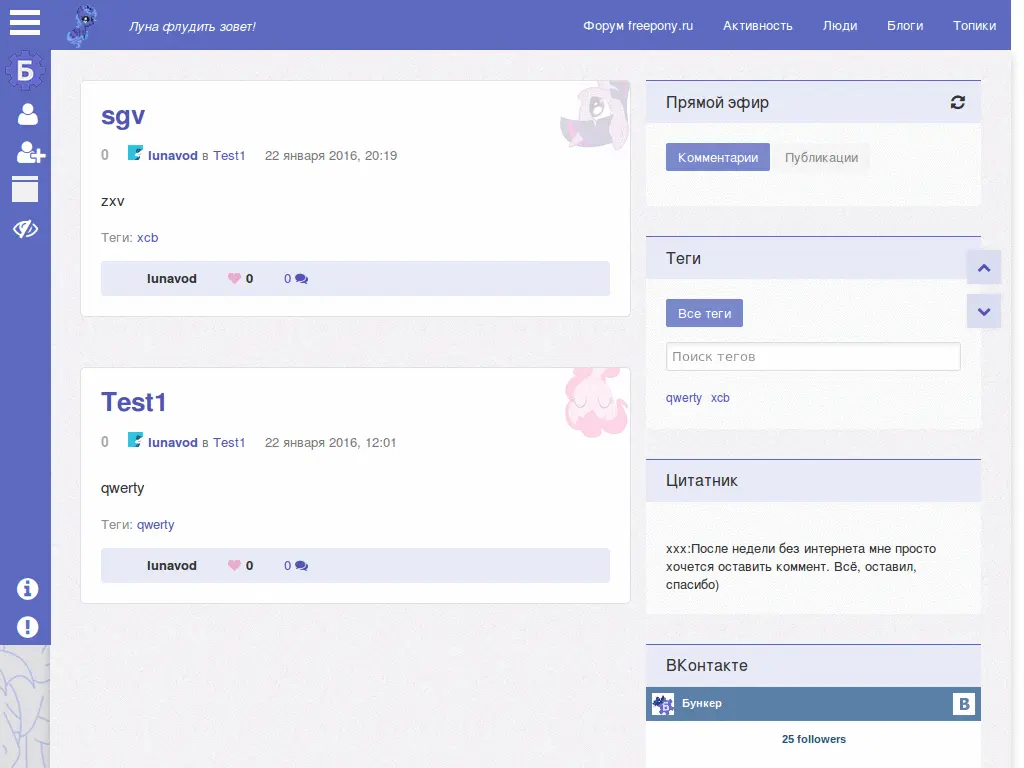 Луна флудить зовет!
Форум freepony.ru Активность Люди Блоги Топики
Б
sgv
0 lunavod в Test1 22 января 2016, 20:19
zxv
Теги: xcb
lunavod 0 0
Test1
0 lunavod в Test1 22 января 2016, 12:01
qwerty
Теги: qwerty
lunavod 0 0
Прямой эфир
Комментарии Публикации
Теги
Все теги
Поиск тегов
qwerty xcb
Цитатник
xxx:После недели без интернета мне просто
хочется оставить коммент. Всё, оставил,
спасибо)
ВКонтакте
Б Бункер B
25 followers